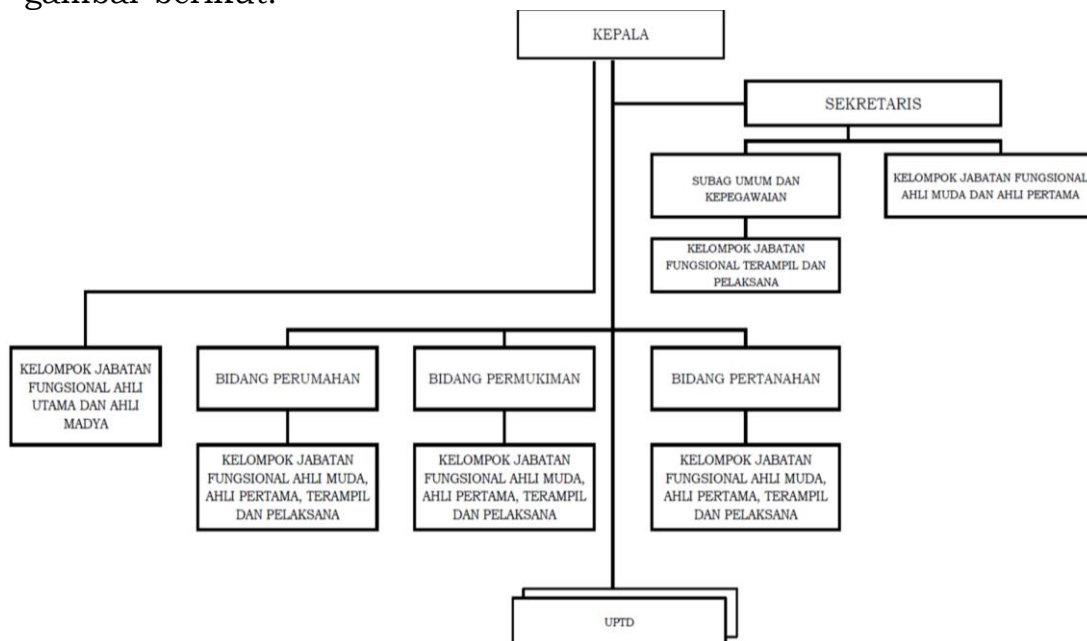 gambar berikut.
KEPALA
SEKRETARIS
SUBAG UMUM DAN
KEPEGAWAIAN
KELOMPOK JABATAN FUNGSIONAL
AHLI MUDA DAN AHLI PERTAMA
KELOMPOK JABATAN
FUNGSIONAL TERAMPIL DAN
PELAKSANA
KELOMPOK JABATAN
FUNGSIONAL AHLI
UTAMA DAN AHLI
MADYA
BIDANG PERUMAHAN
BIDANG PERMUKIMAN
BIDANG PERTANAHAN
KELOMPOK JABATAN
FUNGSIONAL AHLI MUDA,
AHLI PERTAMA, TERAMPIL
DAN PELAKSANA
KELOMPOK JABATAN
FUNGSIONAL AHLI MUDA,
AHLI PERTAMA, TERAMPIL
DAN PELAKSANA
KELOMPOK JABATAN
FUNGSIONAL AHLI MUDA,
AHLI PERTAMA, TERAMPIL
DAN PELAKSANA
UPTD